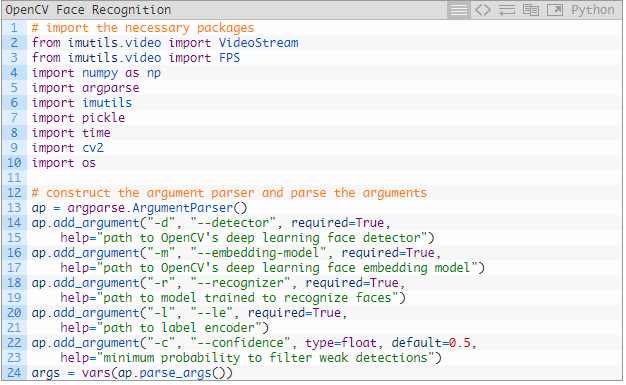 OpenCV Face Recognition
Python
1 # import the necessary packages
2 from imutils.video import VideoStream
3 from imutils.video import FPS
4 import numpy as np
5 import argparse
6 import imutils
7 import pickle
8 import time
9 import cv2
10 import os
11
12 # construct the argument parser and parse the arguments
13 ap = argparse.ArgumentParser()
14 ap.add_argument("-d", "--detector", required=True,
15     help="path to OpenCV's deep learning face detector")
16 ap.add_argument("-m", "--embedding-model", required=True,
17     help="path to OpenCV's deep learning face embedding model")
18 ap.add_argument("-r", "--recognizer", required=True,
19     help="path to model trained to recognize faces")
20 ap.add_argument("-l", "--le", required=True,
21     help="path to label encoder")
22 ap.add_argument("-c", "--confidence", type=float, default=0.5,
23     help="minimum probability to filter weak detections")
24 args = vars(ap.parse_args())